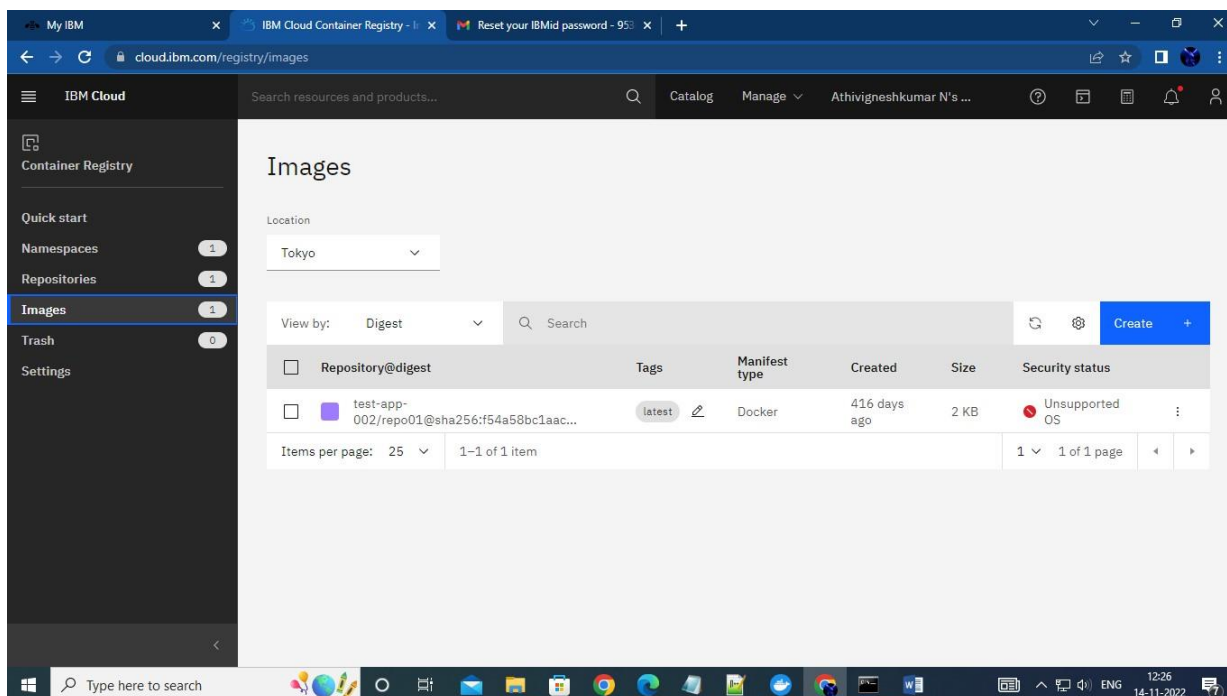 My IBM
IBM Cloud Container Registry - I
Reset your IBMid password - 953
cloud.ibm.com/registry/images
IBM Cloud
Search resources and products...
Catalog
Manage
Athivigneshkumar N's ...
Container Registry
Quick start
Namespaces 1
Repositories 1
Images 1
Trash 0
Settings
Images
Location
Tokyo
View by: Digest
Search
Create +
Repository@digest Tags Manifest type Created Size Security status
test-app-
002/repo01@sha256:f54a58bc1aac...
latest
Docker
416 days
ago
2 KB
Unsupported
OS
Items per page: 25
1–1 of 1 item
1
1 of 1 page
Type here to search
ENG
12:26
14-11-2022